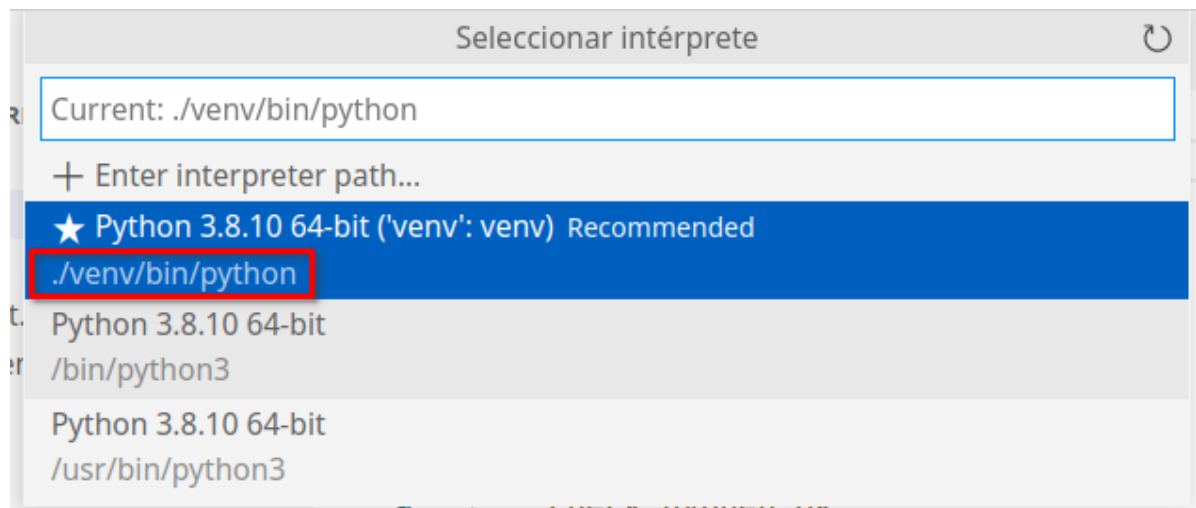 Seleccionar intérprete
Current: ./venv/bin/python
Enter interpreter path...
★ Python 3.8.10 64-bit ('venv': venv) Recommended
./venv/bin/python
Python 3.8.10 64-bit
/bin/python3
Python 3.8.10 64-bit
/usr/bin/python3